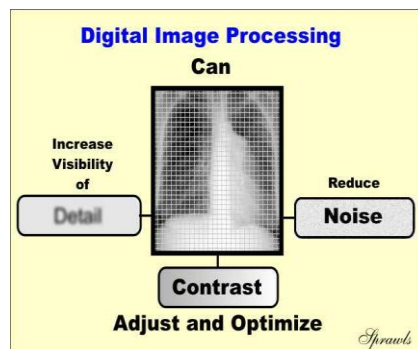 Digital Image Processing
Can
Increase
Visibility
of
Detail
Reduce
Noise
Contrast
Adjust and Optimize
Sprawls